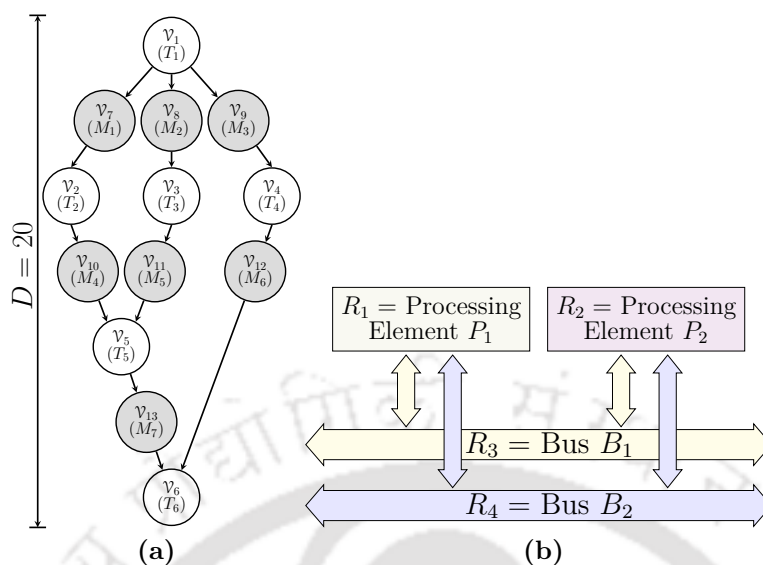 D = 20
V₁
(T₁)
V₇
(M₁)
V₈
(M₂)
V₉
(M₃)
V₂
(T₂)
V₃
(T₃)
V₄
(T₄)
V₁₀
(M₄)
V₁₁
(M₅)
V₁₂
(M₆)
V₅
(T₅)
V₁₃
(M₇)
V₆
(T₆)
(a)
R₁ = Processing
Element P₁
R₂ = Processing
Element P₂
R₃ = Bus B₁
R₄ = Bus B₂
(b)